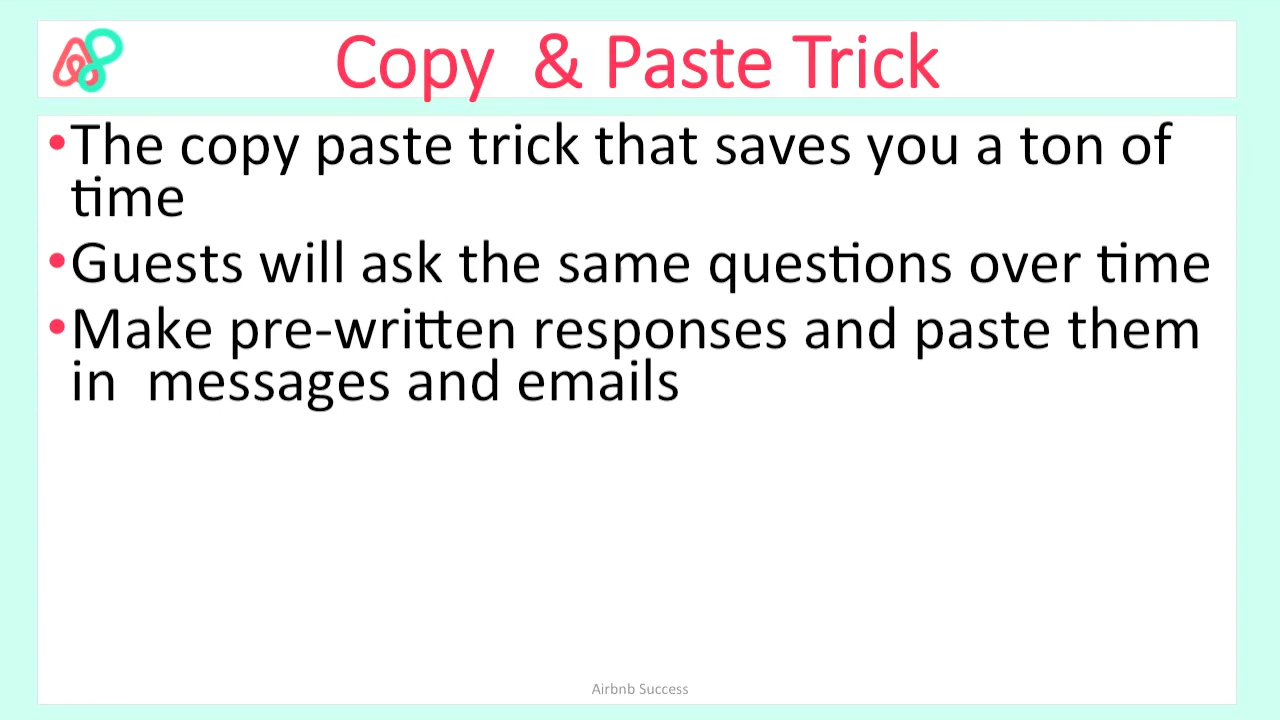 Copy  & Paste Trick
•The copy paste trick that saves you a ton of
time
•Guests will ask the same questions over time
•Make pre-written responses and paste them
in  messages and emails
Airbnb Success